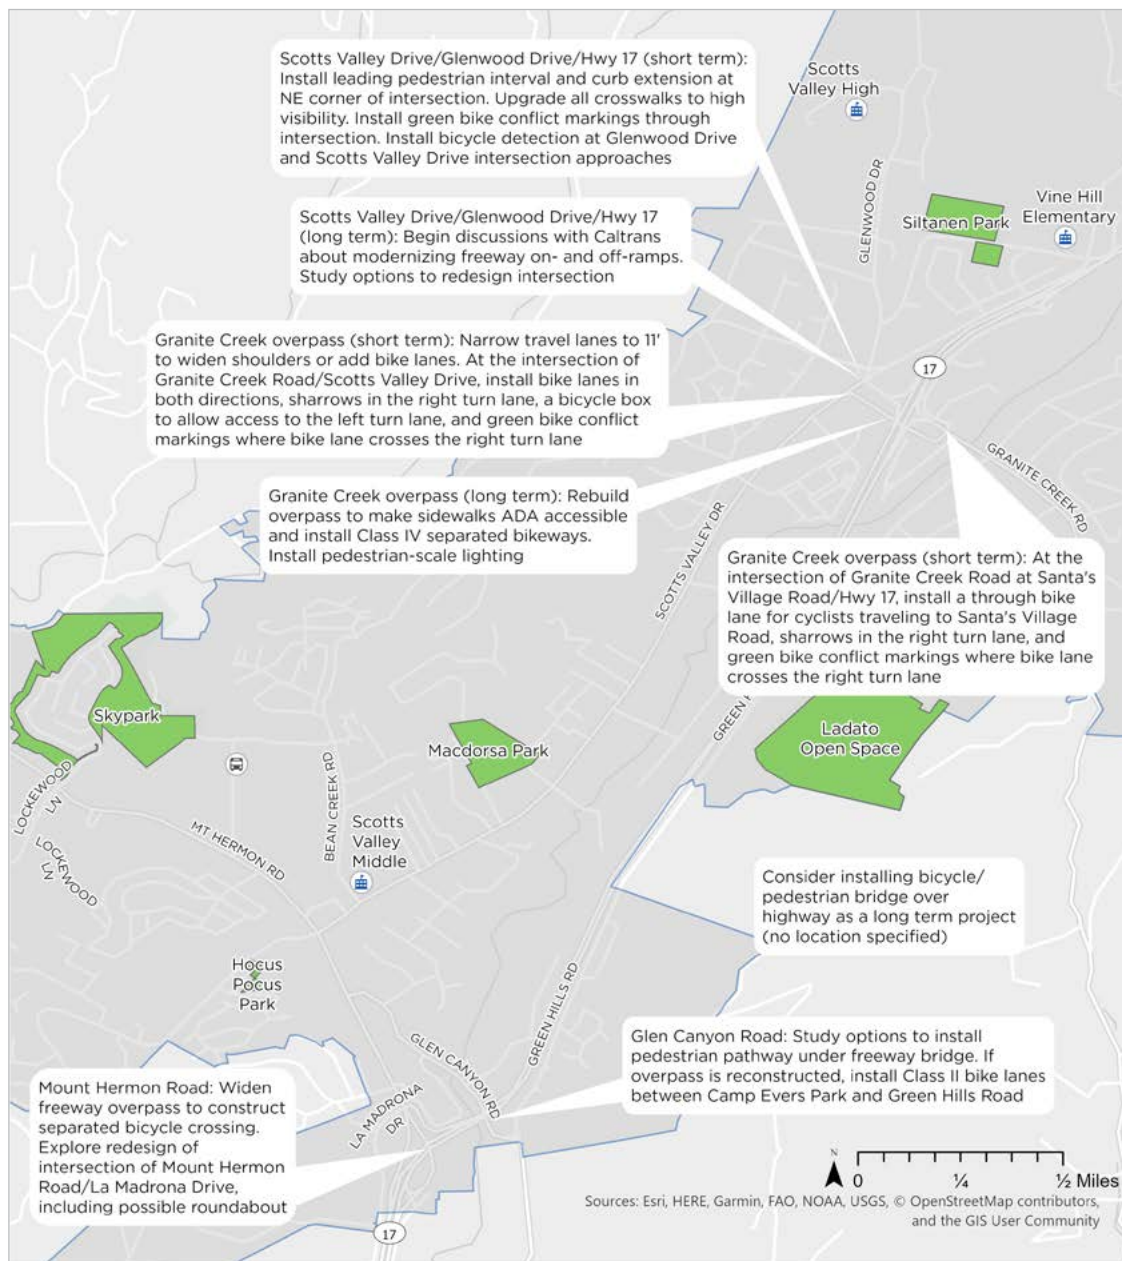 Scotts Valley Drive/Glenwood Drive/Hwy 17 (short term):
Install leading pedestrian interval and curb extension at
NE corner of intersection. Upgrade all crosswalks to high
visibility. Install green bike conflict markings through
intersection. Install bicycle detection at Glenwood Drive
and Scotts Valley Drive intersection approaches
Scotts
Valley High
GLENWOOD DR
Siltanen Park
Vine Hill
Elementary
Scotts Valley Drive/Glenwood Drive/Hwy 17
(long term): Begin discussions with Caltrans
about modernizing freeway on- and off-ramps.
Study options to redesign intersection
Granite Creek overpass (short term): Narrow travel lanes to 11'
to widen shoulders or add bike lanes. At the intersection of
Granite Creek Road/Scotts Valley Drive, install bike lanes in
both directions, sharrows in the right turn lane, a bicycle box
to allow access to the left turn lane, and green bike conflict
markings where bike lane crosses the right turn lane
17
GRANITE CREEK RD
Granite Creek overpass (long term): Rebuild
overpass to make sidewalks ADA accessible
and install Class IV separated bikeways.
Install pedestrian-scale lighting
SCOTTS VALLEY DR
Granite Creek overpass (short term): At the
intersection of Granite Creek Road at Santa's
Village Road/Hwy 17, install a through bike
lane for cyclists traveling to Santa's Village
Road, sharrows in the right turn lane, and
green bike conflict markings where bike lane
crosses the right turn lane
Skypark
Macdorsa Park
GREEN
Ladato
Open Space
LOCKEWOOD
LN
LOCKEWOOD
LN
MT HERMON RD
BEAN CREEK RD
Scotts
Valley
Middle
Consider installing bicycle/
pedestrian bridge over
highway as a long term project
(no location specified)
Hocus
Pocus
Park
GREEN HILLS RD
GLEN CANYON RD
LA MADRONA
DR
Glen Canyon Road: Study options to install
pedestrian pathway under freeway bridge. If
overpass is reconstructed, install Class II bike lanes
between Camp Evers Park and Green Hills Road
Mount Hermon Road: Widen
freeway overpass to construct
separated bicycle crossing.
Explore redesign of
intersection of Mount Hermon
Road/La Madrona Drive,
including possible roundabout
17
N
0 ¼ ½ Miles
Sources: Esri, HERE, Garmin, FAO, NOAA, USGS, © OpenStreetMap contributors,
and the GIS User Community